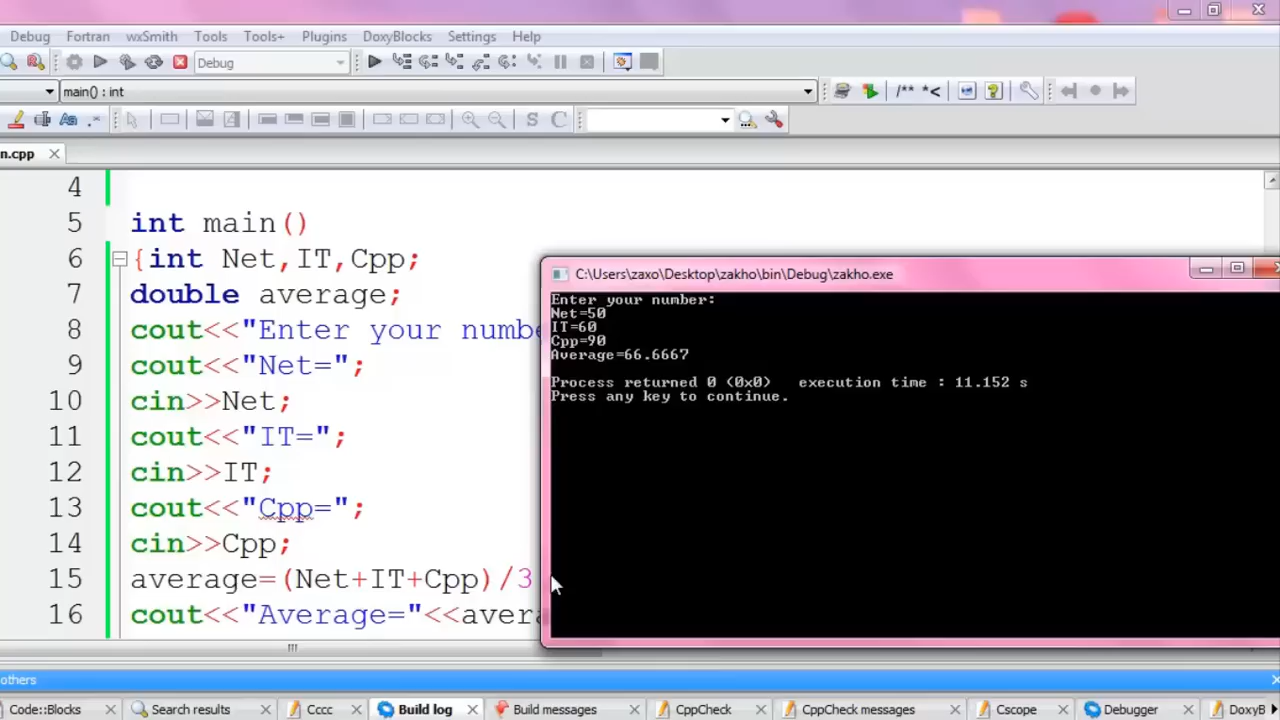 Debug Fortran wxSmith Tools Tools+ Plugins DoxyBlocks Settings Help
Debug
main() : int /** *<
S C
n.cpp
4
5 int main()
6 {int Net,IT,Cpp;
7 double average;
8 cout<<"Enter your numbe
9 cout<<"Net=";
10 cin>>Net;
11 cout<<"IT=";
12 cin>>IT;
13 cout<<"Cpp=";
14 cin>>Cpp;
15 average=(Net+IT+Cpp)/3
16 cout<<"Average="<<avera
C:\Users\zaxo\Desktop\zakho\bin\Debug\zakho.exe
Enter your number:
Net=50
IT=60
Cpp=90
Average=66.6667
Process returned 0 (0x0) execution time : 11.152 s
Press any key to continue.
others
Code::Blocks Search results Cccc Build log Build messages CppCheck CppCheck messages Cscope Debugger DoxyB